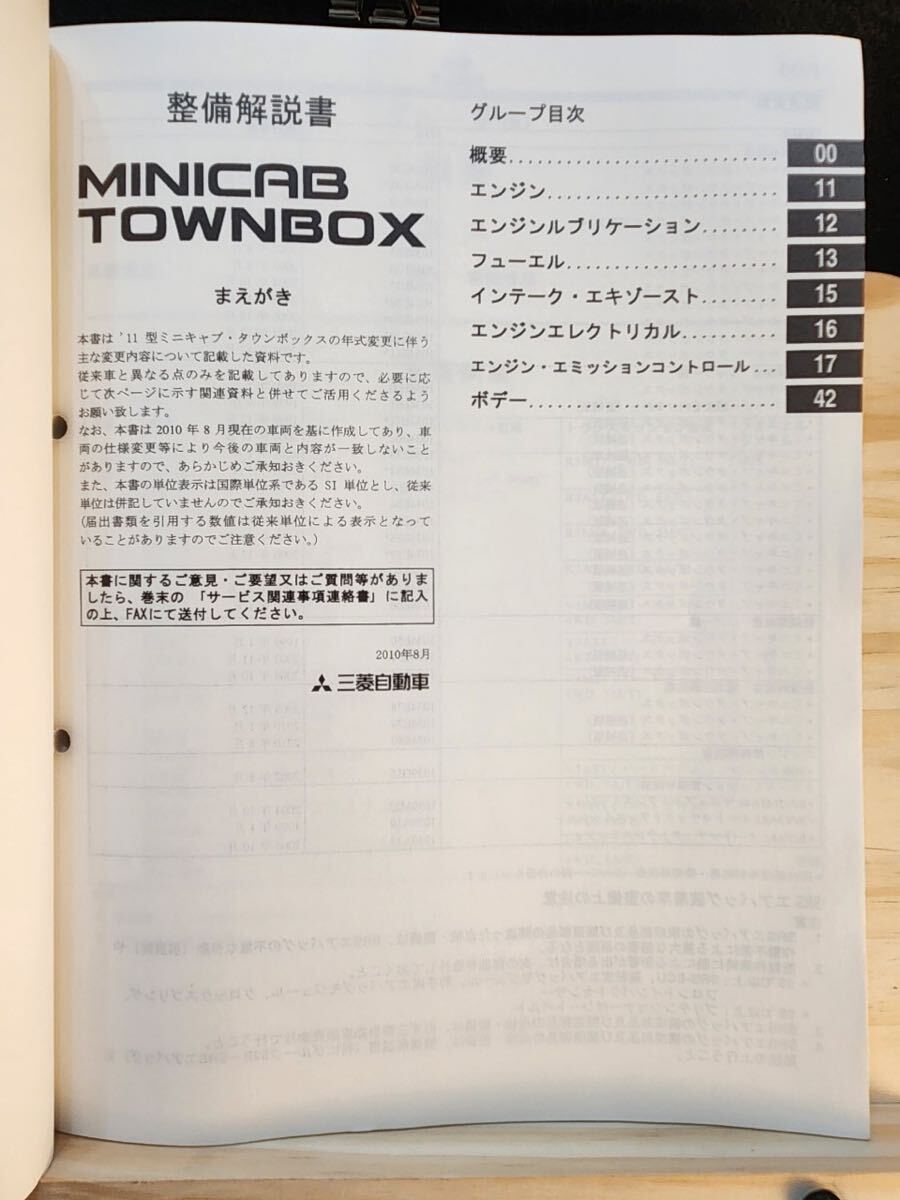 整備解説書
MINICAB
TOWNBOX
まえがき
本書は '11 型ミニキャブ・タウンボックスの年式変更に伴う
主な変更内容について記載した資料です。
従来車と異なる点のみを記載してありますので、必要に応
じて次ページに示す関連資料と併せてご活用くださるよう
お願い致します。
なお、本書は 2010 年 8 月現在の車両を基に作成してあり、車
両の仕様変更等により今後の車両と内容が一致しないこと
がありますので、あらかじめご承知おきください。
また、本書の単位表示は国際単位系である SI 単位とし、従来
単位は併記していませんのでご承知おきください。
(届出書類を引用する数値は従来単位による表示となって
いることがありますのでご注意ください。)
本書に関するご意見・ご要望又はご質問等がありま
したら、巻末の 「サービス関連事項連絡書」に記入
の上、FAXにて送付してください。
2010年8月
三菱自動車
グループ目次
概要............................ 00
エンジン........................ 11
エンジンルブリケーション........ 12
フューエル...................... 13
インテーク・エキゾースト........ 15
エンジンエレクトリカル.......... 16
エンジン・エミッションコントロール... 17
ボデー.......................... 42